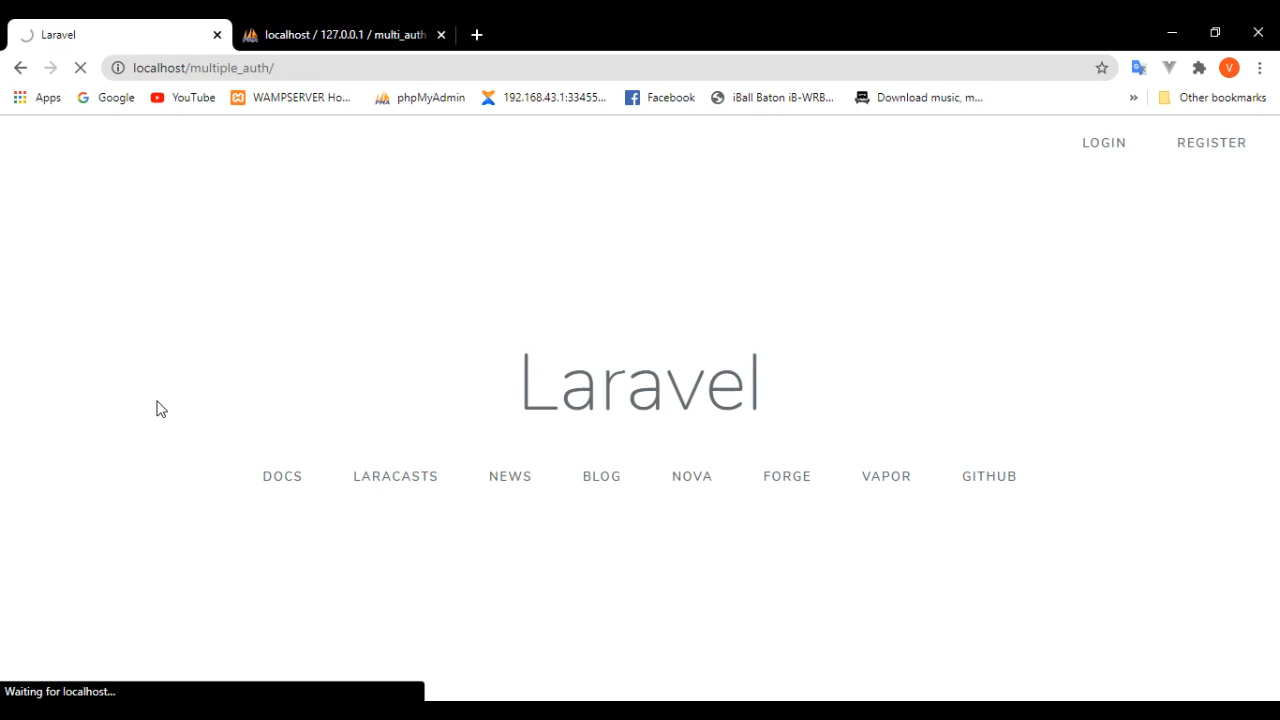 Laravel
localhost / 127.0.0.1 / multi_auth
localhost/multiple_auth/
V
Apps
Google
YouTube
WAMPSERVER Ho...
phpMyAdmin
192.168.43.1:33455...
Facebook
iBall Baton iB-WRB...
Download music, m...
»
Other bookmarks
LOGIN
REGISTER
Laravel
DOCS
LARACASTS
NEWS
BLOG
NOVA
FORGE
VAPOR
GITHUB
Waiting for localhost...